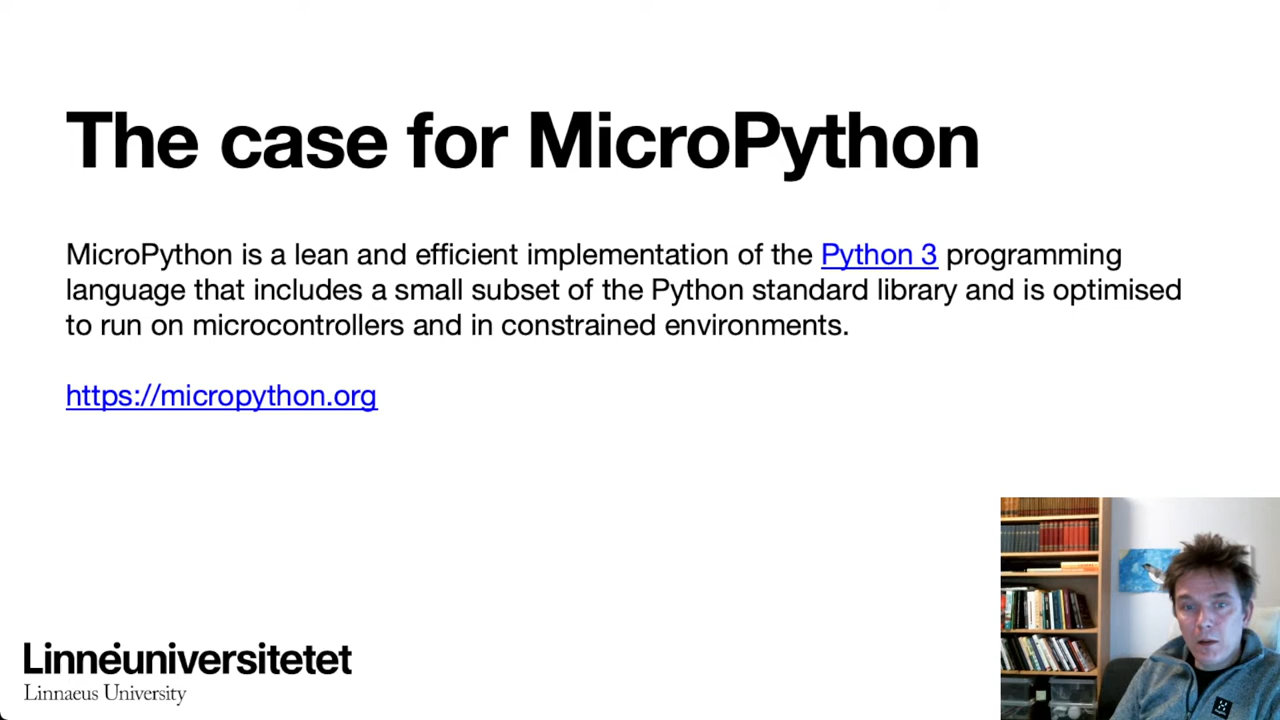 The case for MicroPython
MicroPython is a lean and efficient implementation of the Python 3 programming
language that includes a small subset of the Python standard library and is optimised
to run on microcontrollers and in constrained environments.
https://micropython.org
Linnéuniversitetet
Linnaeus University